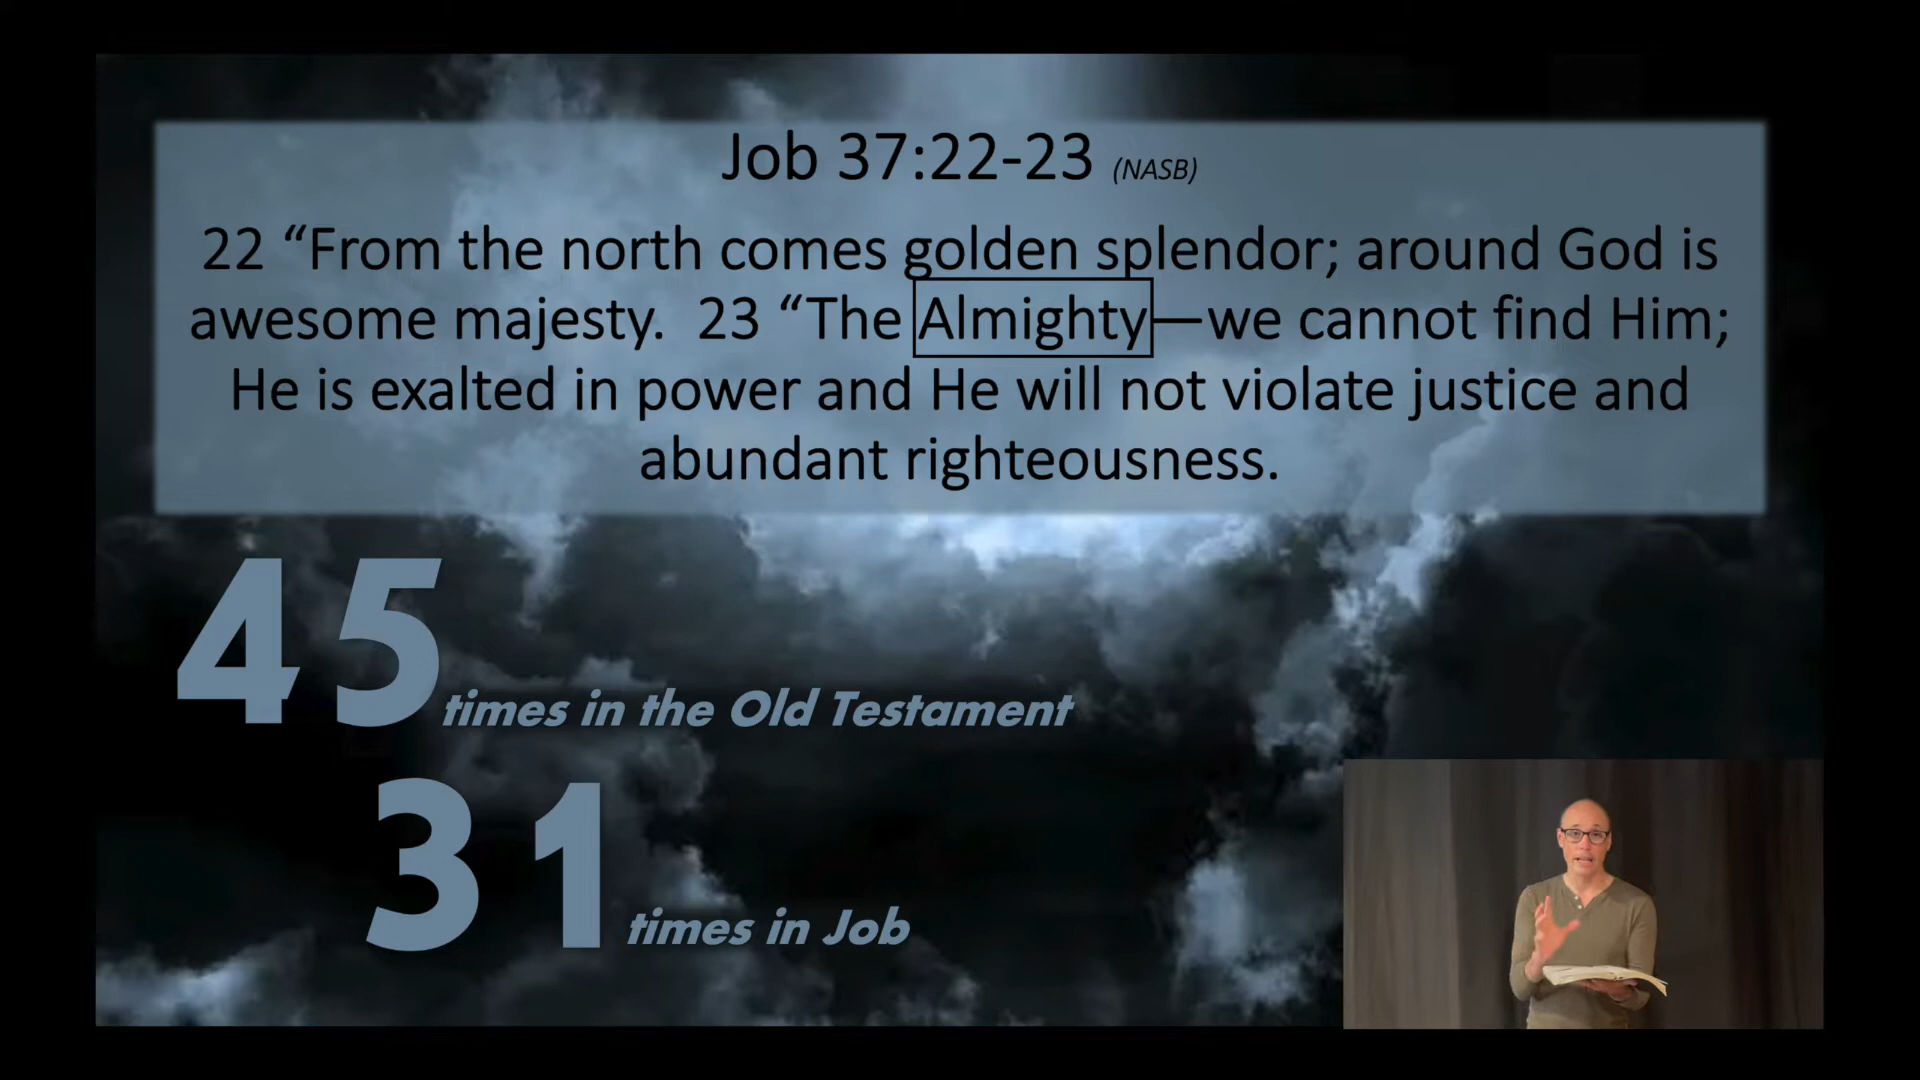 Job 37:22-23 (NASB)
22 “From the north comes golden splendor; around God is
awesome majesty.  23 “The Almighty—we cannot find Him;
He is exalted in power and He will not violate justice and
abundant righteousness.
45 times in the Old Testament
31 times in Job